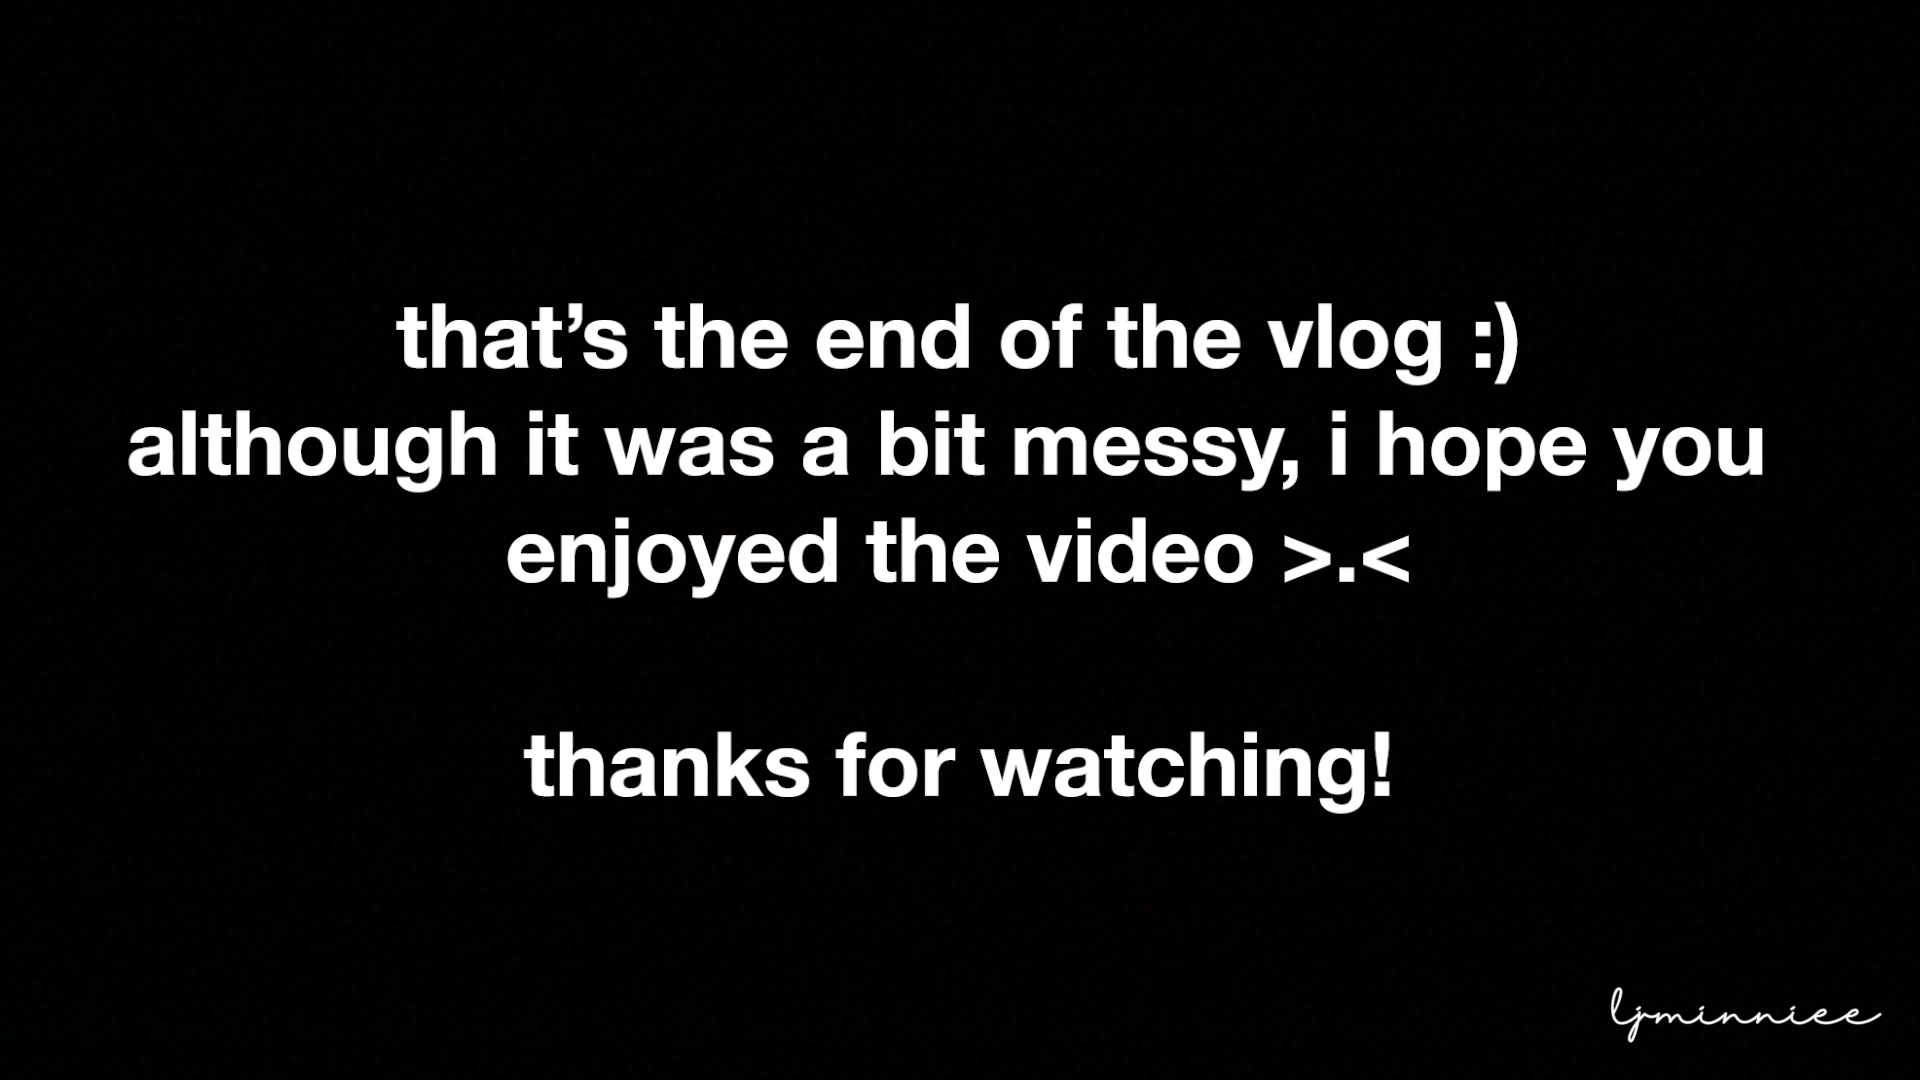 that’s the end of the vlog :)
although it was a bit messy, i hope you
enjoyed the video >.<
thanks for watching!
ljminniee